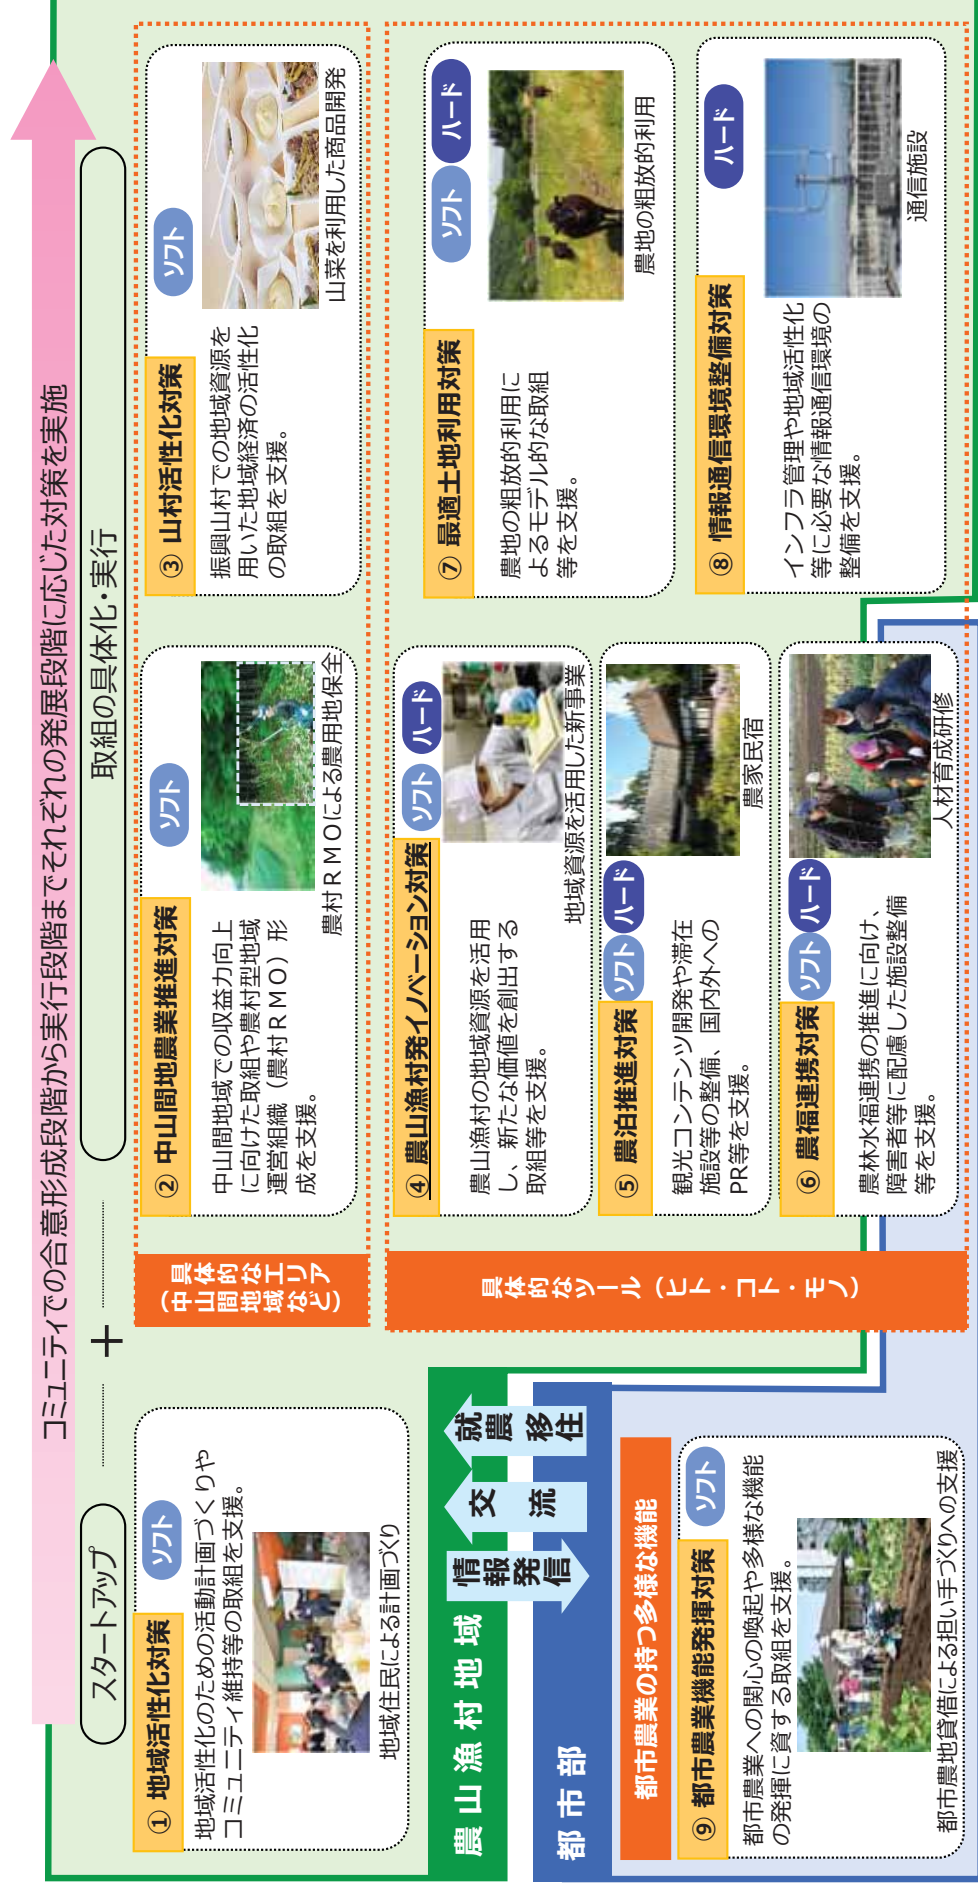 コミュニティでの合意形成段階から実行段階までそれぞれの発展段階に応じた対策を実施
スタートアップ
＋
取組の具体化・実行
① 地域活性化対策
ソフト
地域活性化のための活動計画づくりや
コミュニティ維持等の取組を支援。
地域住民による計画づくり
具体的なエリア
（中山間地域など）
② 中山間地農業推進対策
ソフト
中山間地域での収益力向上
に向けた取組や農村型地域
運営組織（農村ＲＭＯ）形
成を支援。
農村ＲＭＯによる農用地保全
③ 山村活性化対策
ソフト
振興山村での地域資源を
用いた地域経済の活性化
の取組を支援。
山菜を利用した商品開発
具体的なツール（ヒト・コト・モノ）
④ 農山漁村発イノベーション対策
ソフト
ハード
農山漁村の地域資源を活用
し、新たな価値を創出する
取組等を支援。
地域資源を活用した新事業
⑤ 農泊推進対策
ソフト
ハード
観光コンテンツ開発や滞在
施設等の整備、国内外への
PR等を支援。
農家民宿
⑥ 農福連携対策
ソフト
ハード
農林水福連携の推進に向け、
障害者等に配慮した施設整備
等を支援。
人材育成研修
⑦ 最適土地利用対策
ソフト
ハード
農地の粗放的利用に
よるモデル的な取組
等を支援。
農地の粗放的利用
⑧ 情報通信環境整備対策
ハード
インフラ管理や地域活性化
等に必要な情報通信環境の
整備を支援。
通信施設
農山漁村地域
情報発信
交流
就農
移住
都市部
都市農業の持つ多様な機能
⑨ 都市農業機能発揮対策
ソフト
都市農業への関心の喚起や多様な機能
の発揮に資する取組を支援。
都市農地貸借による担い手づくりへの支援